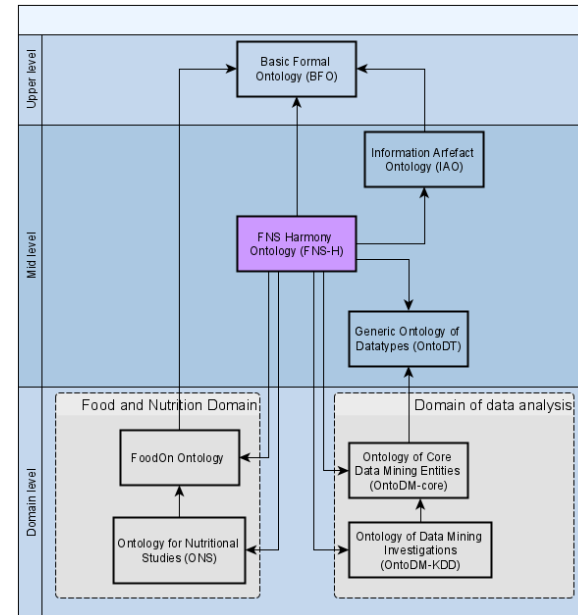 Upper level
Basic Formal
Ontology (BFO)
Mid level
Information Arfefact
Ontology (IAO)
FNS Harmony
Ontology (FNS-H)
Generic Ontology of
Datatypes (OntoDT)
Domain level
Food and Nutrition Domain
FoodOn Ontology
Ontology for Nutritional
Studies (ONS)
Domain of data analysis
Ontology of Core
Data Mining Entities
(OntoDM-core)
Ontology of Data Mining
Investigations
(OntoDM-KDD)